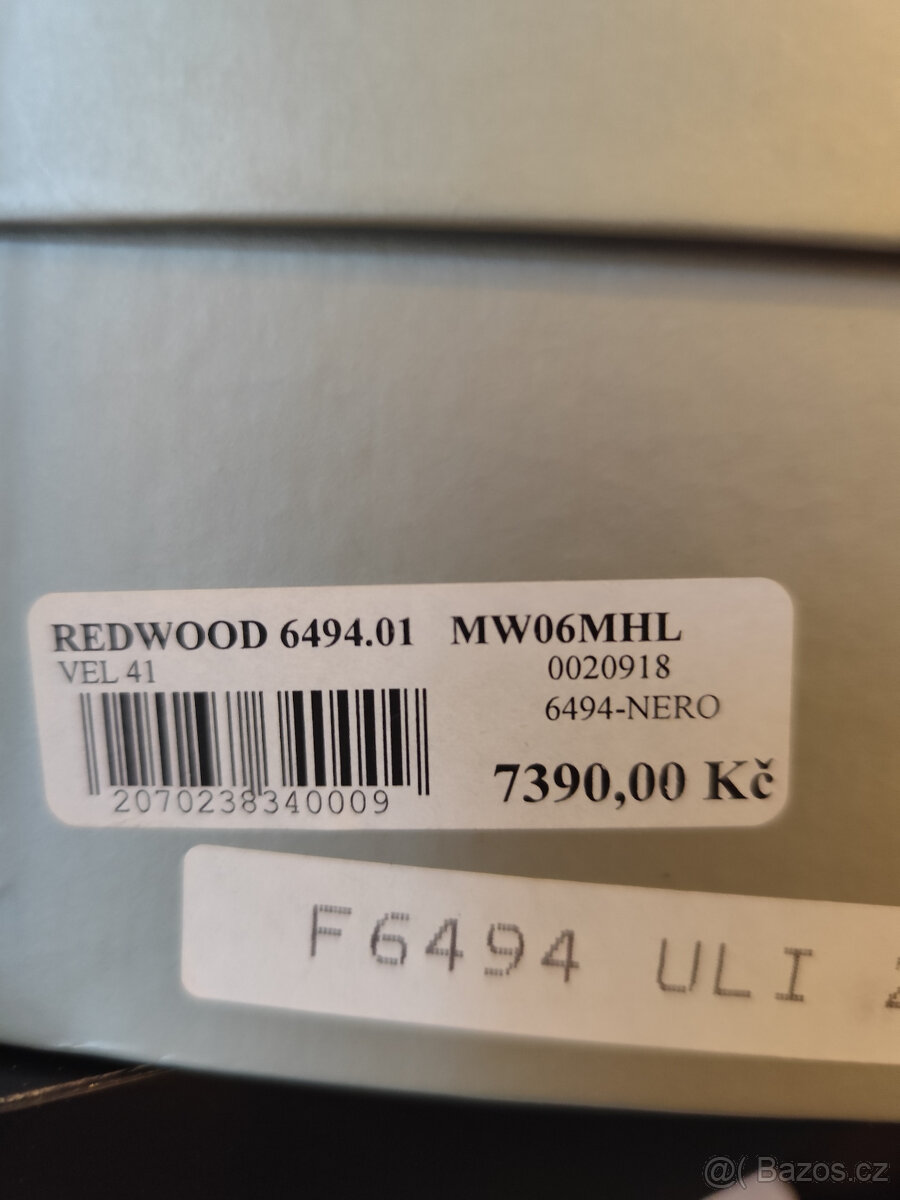 REDWOOD 6494.01 MW06MHL
VEL 41 0020918
6494-NERO
2070238340009
7390,00 Kč
F6494 ULI
@( Bazos.cz